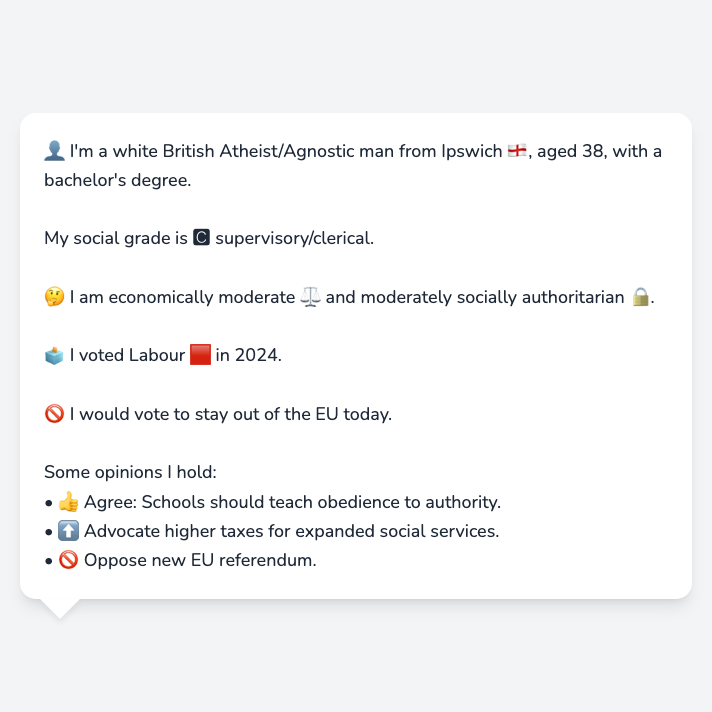 👤 I'm a white British Atheist/Agnostic man from Ipswich 🏴󠁧󠁢󠁥󠁮󠁧󠁿, aged 38, with a
bachelor's degree.
My social grade is 🅲 supervisory/clerical.
🤔 I am economically moderate ⚖️ and moderately socially authoritarian 🔒.
🗳️ I voted Labour 🟥 in 2024.
🚫 I would vote to stay out of the EU today.
Some opinions I hold:
• 👍 Agree: Schools should teach obedience to authority.
• ⬆️ Advocate higher taxes for expanded social services.
• 🚫 Oppose new EU referendum.